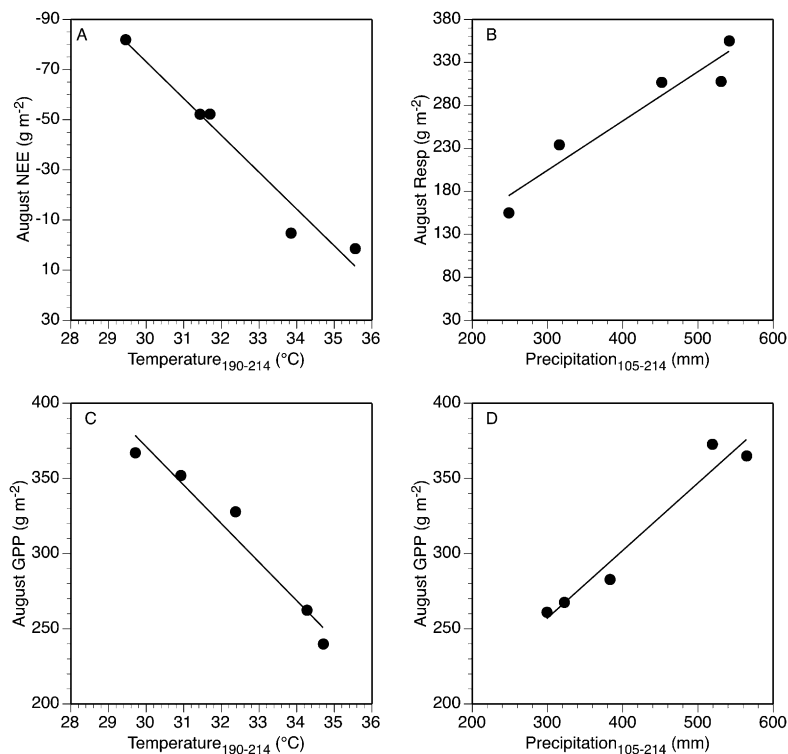 A
-90
-70
-50
-30
-10
10
30
August NEE (g m-2)
28 29 30 31 32 33 34 35 36
Temperature190-214 (°C)
B
380
330
280
230
180
130
80
30
August Resp (g m-2)
200 300 400 500 600
Precipitation105-214 (mm)
C
400
350
300
250
200
August GPP (g m-2)
28 29 30 31 32 33 34 35 36
Temperature190-214 (°C)
D
400
350
300
250
200
August GPP (g m-2)
200 300 400 500 600
Precipitation105-214 (mm)